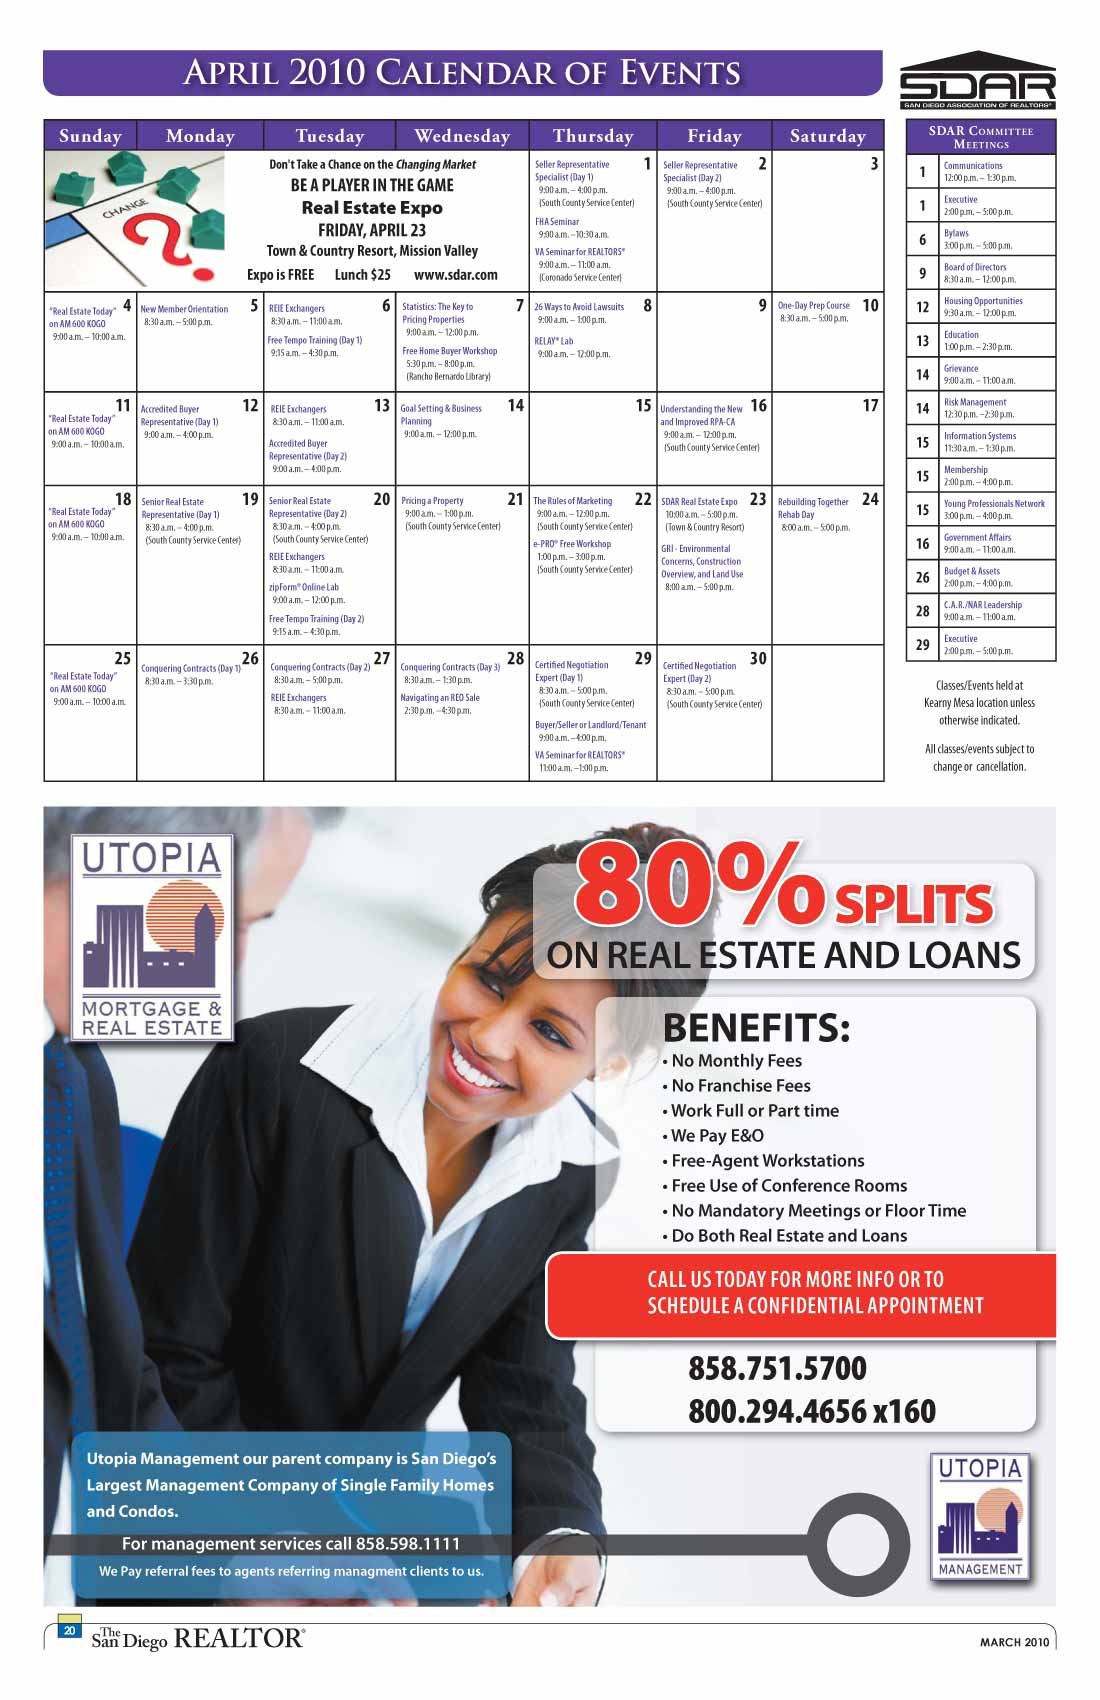 APRIL 2010 CALENDAR OF EVENTS
SDAR
SAN DIEGO ASSOCIATION OF REALTORS®
Sunday Monday Tuesday Wednesday Thursday Friday Saturday
CHANGE
?
Don't Take a Chance on the Changing Market
BE A PLAYER IN THE GAME
Real Estate Expo
FRIDAY, APRIL 23
Town & Country Resort, Mission Valley
Expo is FREE Lunch $25 www.sdar.com
1
Seller Representative
Specialist (Day 1)
9:00 a.m. – 4:00 p.m.
(South County Service Center)
FHA Seminar
9:00 a.m. –10:30 a.m.
VA Seminar for REALTORS®
9:00 a.m. – 11:00 a.m.
(Coronado Service Center)
2
Seller Representative
Specialist (Day 2)
9:00 a.m. – 4:00 p.m.
(South County Service Center)
3
4
"Real Estate Today"
on AM 600 KOGO
9:00 a.m. – 10:00 a.m.
5
New Member Orientation
8:30 a.m. – 5:00 p.m.
6
REIE Exchangers
8:30 a.m. – 11:00 a.m.
Free Tempo Training (Day 1)
9:15 a.m. – 4:30 p.m.
7
Statistics: The Key to
Pricing Properties
9:00 a.m. – 12:00 p.m.
Free Home Buyer Workshop
5:30 p.m. – 8:00 p.m.
(Rancho Bernardo Library)
8
26 Ways to Avoid Lawsuits
9:00 a.m. – 1:00 p.m.
RELAY® Lab
9:00 a.m. – 12:00 p.m.
9
10
One-Day Prep Course
8:30 a.m. – 5:00 p.m.
11
"Real Estate Today"
on AM 600 KOGO
9:00 a.m. – 10:00 a.m.
12
Accredited Buyer
Representative (Day 1)
9:00 a.m. – 4:00 p.m.
13
REIE Exchangers
8:30 a.m. – 11:00 a.m.
Accredited Buyer
Representative (Day 2)
9:00 a.m. – 4:00 p.m.
14
Goal Setting & Business
Planning
9:00 a.m. – 12:00 p.m.
15
16
Understanding the New
and Improved RPA-CA
9:00 a.m. – 12:00 p.m.
(South County Service Center)
17
18
"Real Estate Today"
on AM 600 KOGO
9:00 a.m. – 10:00 a.m.
19
Senior Real Estate
Representative (Day 1)
8:30 a.m. – 4:00 p.m.
(South County Service Center)
20
Senior Real Estate
Representative (Day 2)
8:30 a.m. – 4:00 p.m.
(South County Service Center)
REIE Exchangers
8:30 a.m. – 11:00 a.m.
zipForm® Online Lab
9:00 a.m. – 12:00 p.m.
Free Tempo Training (Day 2)
9:15 a.m. – 4:30 p.m.
21
Pricing a Property
9:00 a.m. – 1:00 p.m.
(South County Service Center)
22
The Rules of Marketing
9:00 a.m. – 12:00 p.m.
(South County Service Center)
e-PRO® Free Workshop
1:00 p.m. – 3:00 p.m.
(South County Service Center)
23
SDAR Real Estate Expo
10:00 a.m. – 5:00 p.m.
(Town & Country Resort)
GRI - Environmental
Concerns, Construction
Overview, and Land Use
8:00 a.m. – 5:00 p.m.
24
Rebuilding Together
Rehab Day
8:00 a.m. – 5:00 p.m.
25
"Real Estate Today"
on AM 600 KOGO
9:00 a.m. – 10:00 a.m.
26
Conquering Contracts (Day 1)
8:30 a.m. – 3:30 p.m.
27
Conquering Contracts (Day 2)
8:30 a.m. – 5:00 p.m.
REIE Exchangers
8:30 a.m. – 11:00 a.m.
28
Conquering Contracts (Day 3)
8:30 a.m. – 1:30 p.m.
Navigating an REO Sale
2:30 p.m. –4:30 p.m.
29
Certified Negotiation
Expert (Day 1)
8:30 a.m. – 5:00 p.m.
(South County Service Center)
Buyer/Seller or Landlord/Tenant
9:00 a.m. –4:00 p.m.
VA Seminar for REALTORS®
11:00 a.m. –1:00 p.m.
30
Certified Negotiation
Expert (Day 2)
8:30 a.m. – 5:00 p.m.
(South County Service Center)
SDAR COMMITTEE
MEETINGS
1 Communications
12:00 p.m. – 1:30 p.m.
1 Executive
2:00 p.m. – 5:00 p.m.
6 Bylaws
3:00 p.m. – 5:00 p.m.
9 Board of Directors
8:30 a.m. – 12:00 p.m.
12 Housing Opportunities
9:30 a.m. – 12:00 p.m.
13 Education
1:00 p.m. – 2:30 p.m.
14 Grievance
9:00 a.m. – 11:00 a.m.
14 Risk Management
12:30 p.m. –2:30 p.m.
15 Information Systems
11:30 a.m. – 1:30 p.m.
15 Membership
2:00 p.m. – 4:00 p.m.
15 Young Professionals Network
3:00 p.m. – 4:00 p.m.
16 Government Affairs
9:00 a.m. – 11:00 a.m.
26 Budget & Assets
2:00 p.m. – 4:00 p.m.
28 C.A.R./NAR Leadership
9:00 a.m. – 11:00 a.m.
29 Executive
2:00 p.m. – 5:00 p.m.
Classes/Events held at
Kearny Mesa location unless
otherwise indicated.
All classes/events subject to
change or cancellation.
UTOPIA
MORTGAGE &
REAL ESTATE
80% SPLITS
ON REAL ESTATE AND LOANS
BENEFITS:
• No Monthly Fees
• No Franchise Fees
• Work Full or Part time
• We Pay E&O
• Free-Agent Workstations
• Free Use of Conference Rooms
• No Mandatory Meetings or Floor Time
• Do Both Real Estate and Loans
CALL US TODAY FOR MORE INFO OR TO
SCHEDULE A CONFIDENTIAL APPOINTMENT
858.751.5700
800.294.4656 x160
Utopia Management our parent company is San Diego's
Largest Management Company of Single Family Homes
and Condos.
For management services call 858.598.1111
We Pay referral fees to agents referring managment clients to us.
UTOPIA
MANAGEMENT
20 The San Diego REALTOR® MARCH 2010